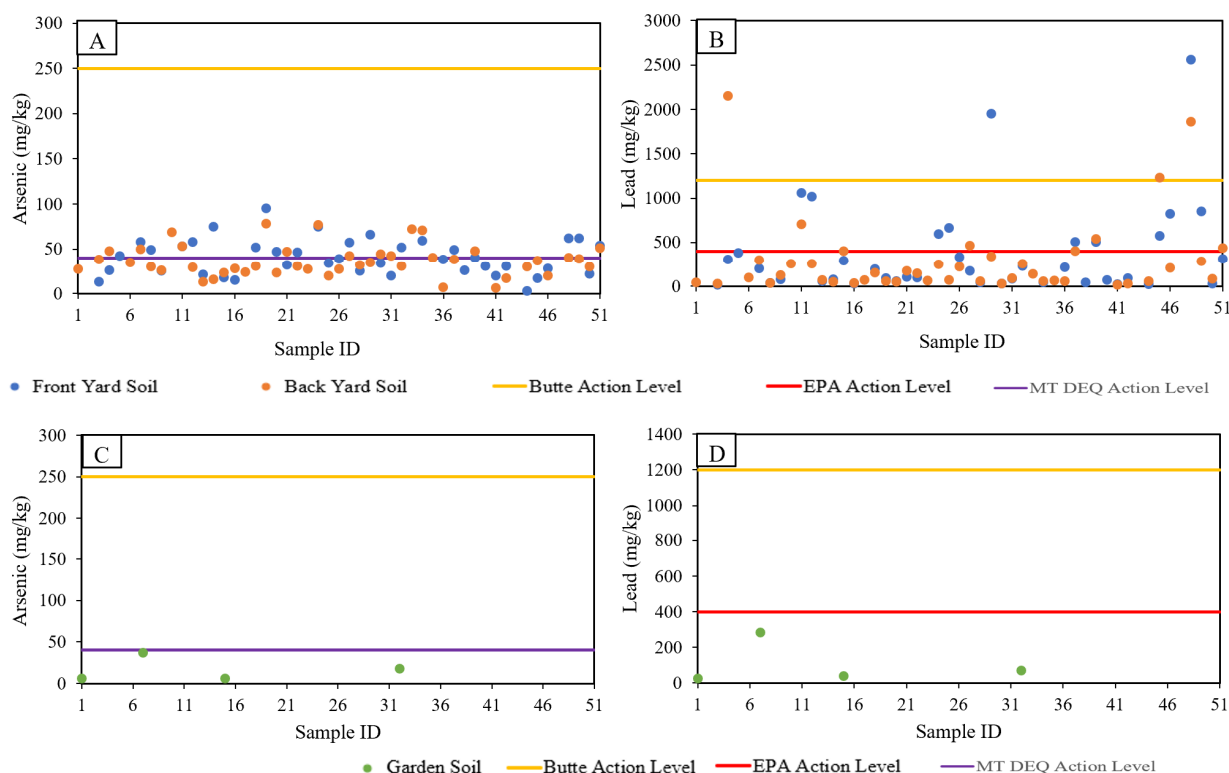 A
300
250
200
150
100
50
0
Arsenic (mg/kg)
1 6 11 16 21 26 31 36 41 46 51
Sample ID
B
3000
2500
2000
1500
1000
500
0
Lead (mg/kg)
1 6 11 16 21 26 31 36 41 46 51
Sample ID
Front Yard Soil Back Yard Soil Butte Action Level EPA Action Level MT DEQ Action Level
C
300
250
200
150
100
50
0
Arsenic (mg/kg)
1 6 11 16 21 26 31 36 41 46 51
Sample ID
D
1400
1200
1000
800
600
400
200
0
Lead (mg/kg)
1 6 11 16 21 26 31 36 41 46 51
Sample ID
Garden Soil Butte Action Level EPA Action Level MT DEQ Action Level